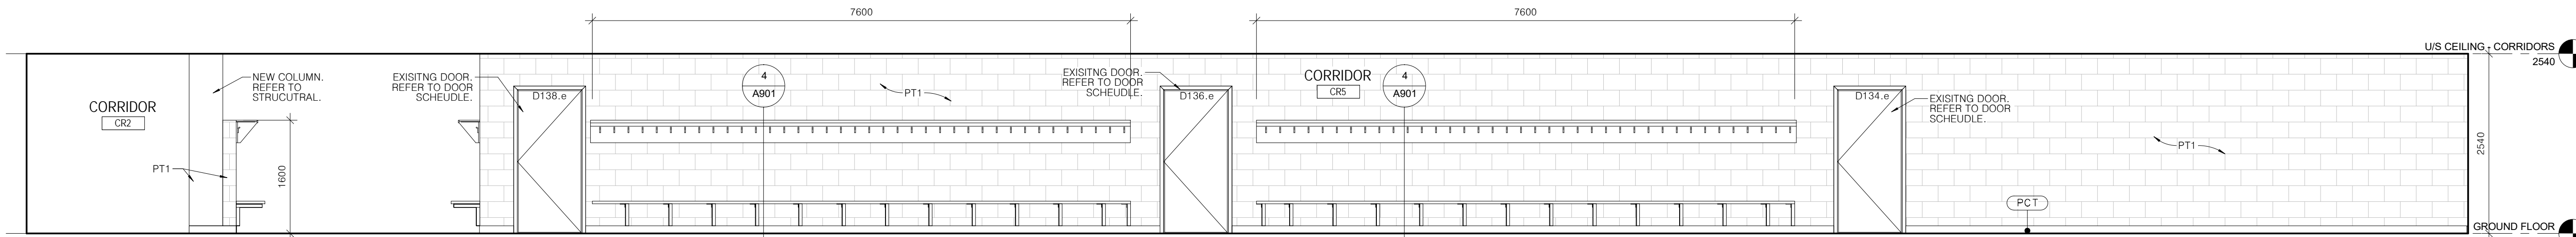 7600
7600
U/S CEILING - CORRIDORS
2540
NEW COLUMN.
REFER TO
STRUCUTRAL.
EXISITNG DOOR.
REFER TO DOOR
SCHEUDLE.
D138.e
4
A901
PT1
EXISITNG DOOR.
REFER TO DOOR
SCHEUDLE.
D136.e
CORRIDOR
CR5
4
A901
D134.e
EXISITNG DOOR.
REFER TO DOOR
SCHEUDLE.
CORRIDOR
CR2
PT1
2540
PT1
1600
PCT
GROUND FLOOR